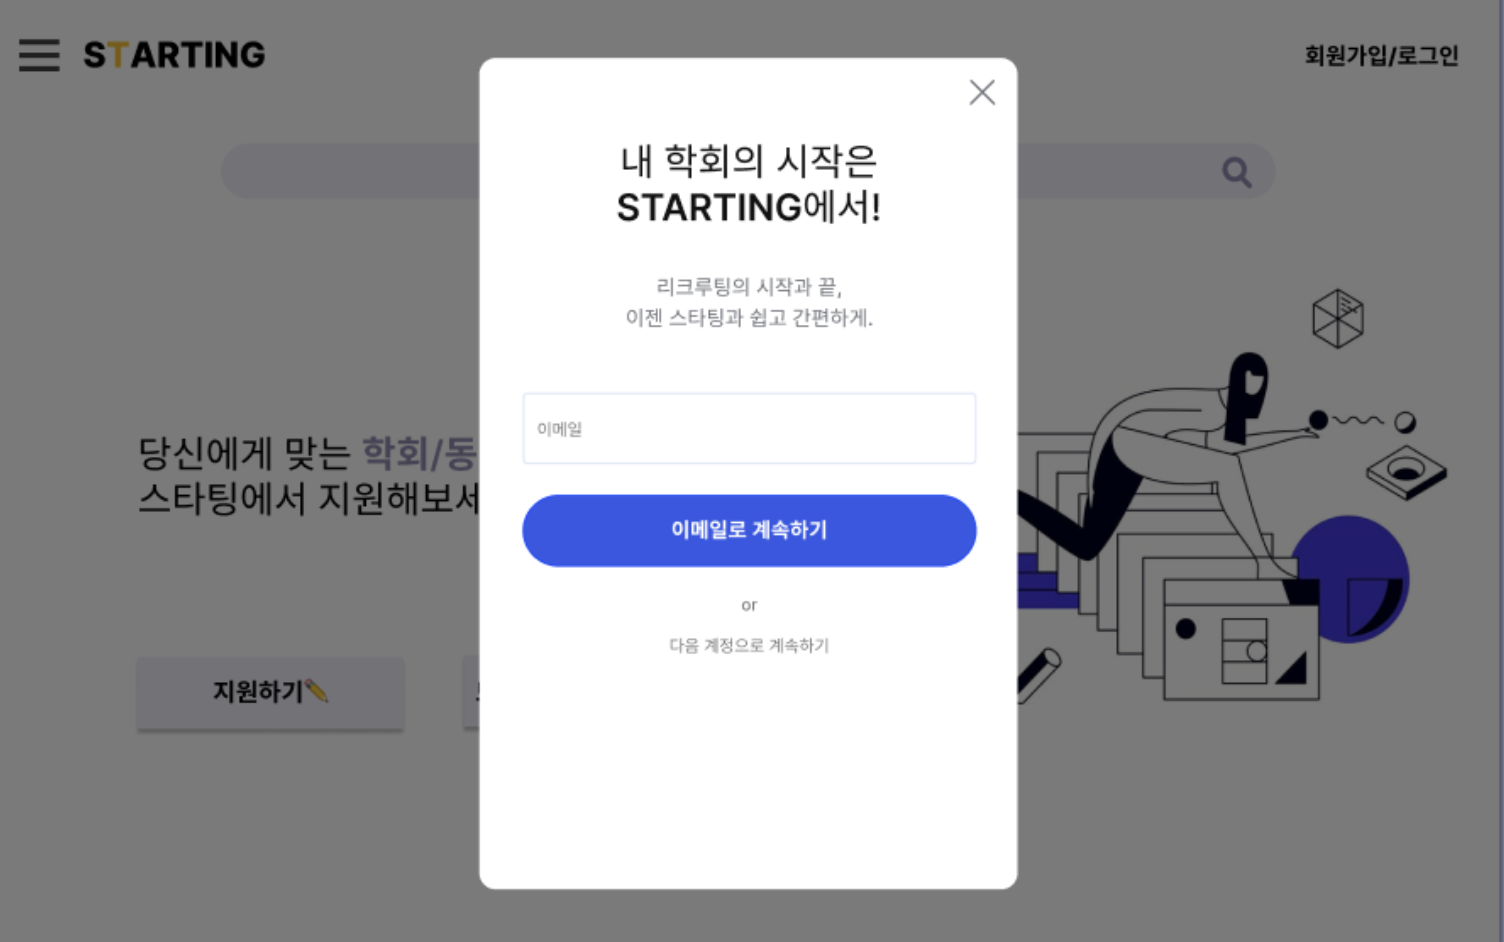 STARTING
회원가입/로그인
내 학회의 시작은
STARTING에서!
리크루팅의 시작과 끝,
이젠 스타팅과 쉽고 간편하게.
이메일
이메일로 계속하기
or
다음 계정으로 계속하기
당신에게 맞는 학회/동
스타팅에서 지원해보세
지원하기✏️